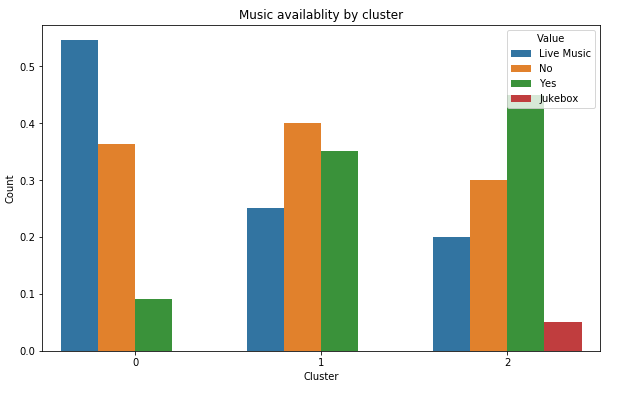 Music availablity by cluster
Value
Live Music
No
Yes
Jukebox
Count
0.5
0.4
0.3
0.2
0.1
0.0
0
1
2
Cluster